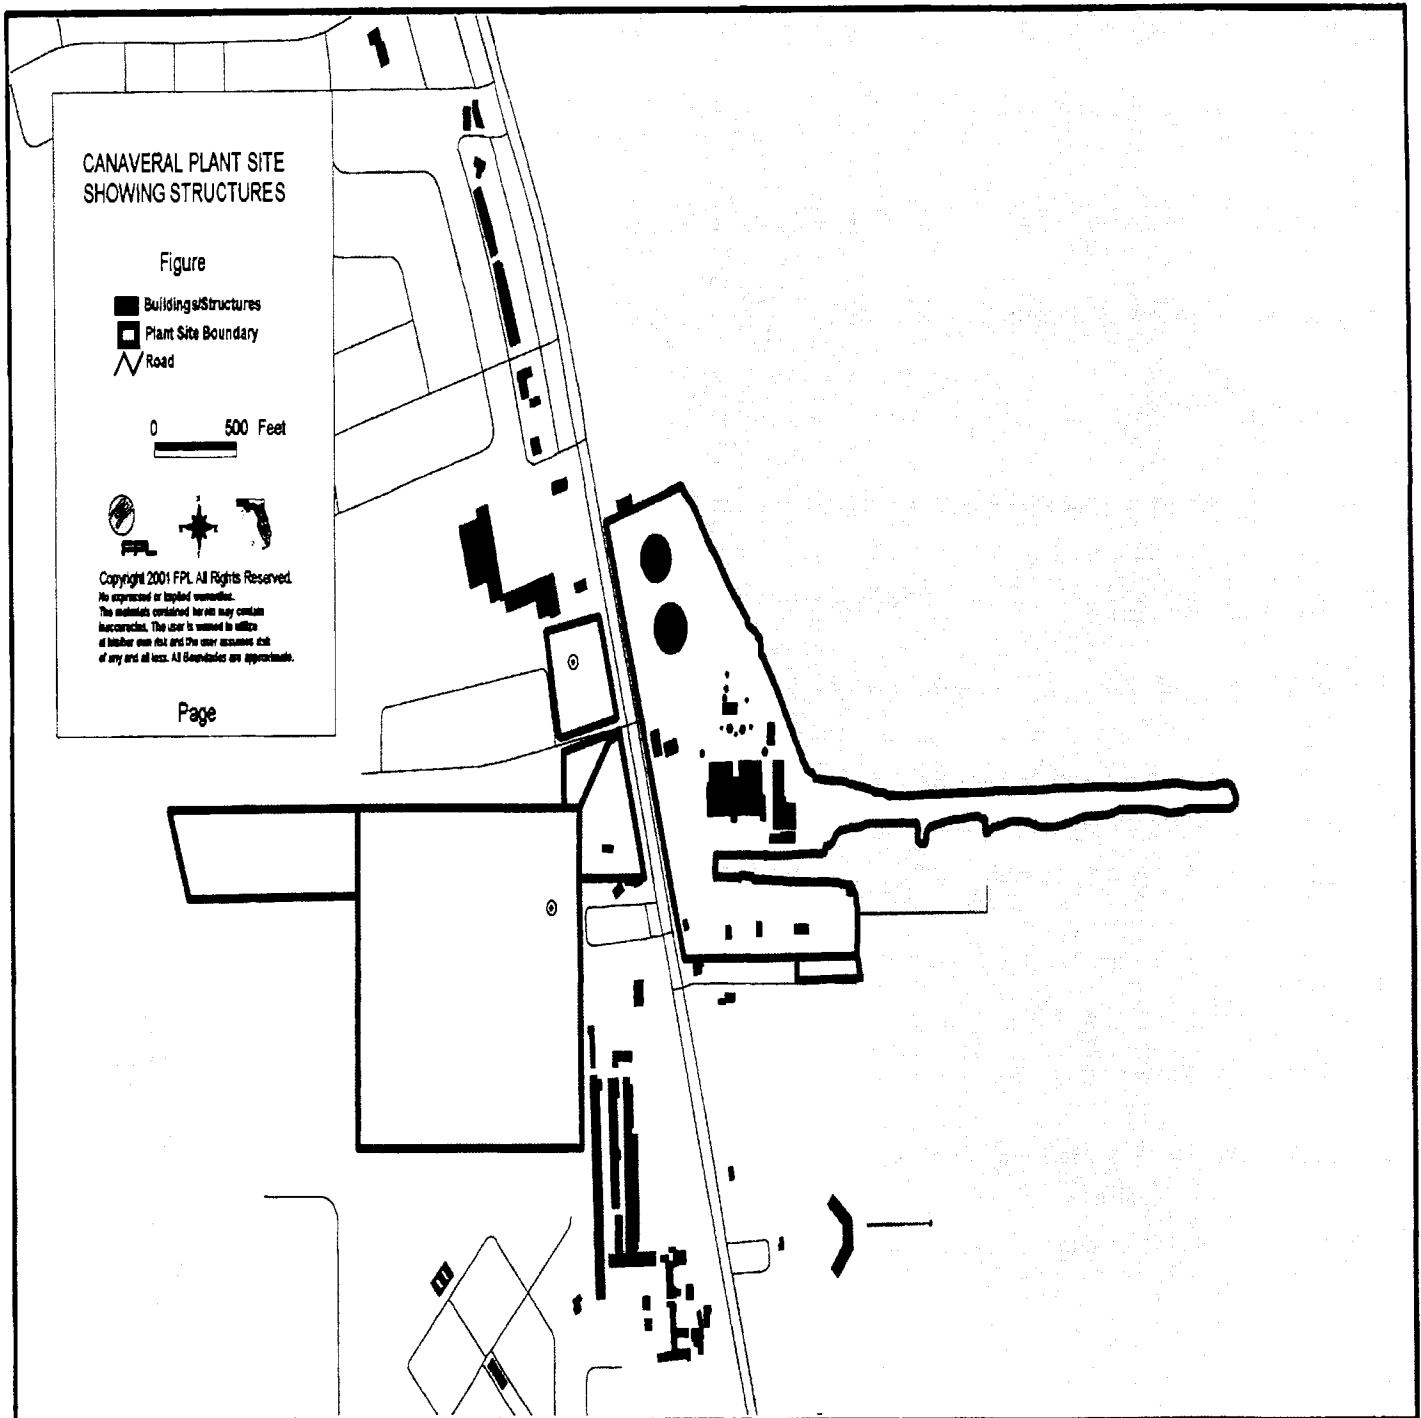 CANAVERAL PLANT SITE
SHOWING STRUCTURES
Figure
Buildings/Structures
Plant Site Boundary
Road
0 500 Feet
FPL
Copyright 2001 FPL All Rights Reserved.
No expressed or implied warranties.
The materials contained herein may contain
inaccuracies. The user is warned to utilize
at his/her own risk and the user assumes risk
of any and all loss. All Boundaries are approximate.
Page